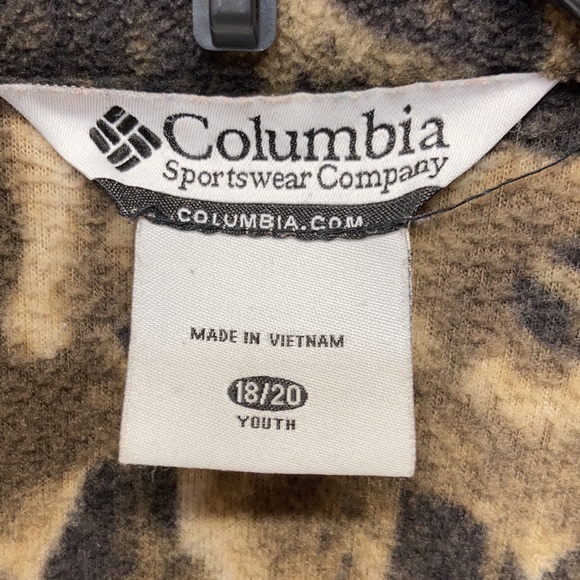 Columbia
Sportswear Company
COLUMBIA.COM
MADE IN VIETNAM
18/20
YOUTH